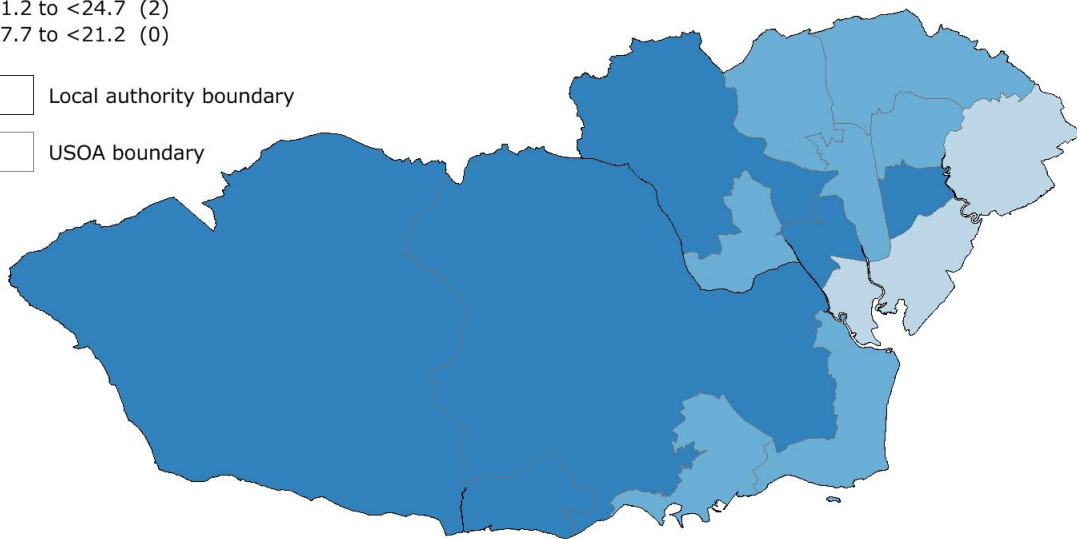 1.2 to <24.7 (2)
7.7 to <21.2 (0)
Local authority boundary
USOA boundary